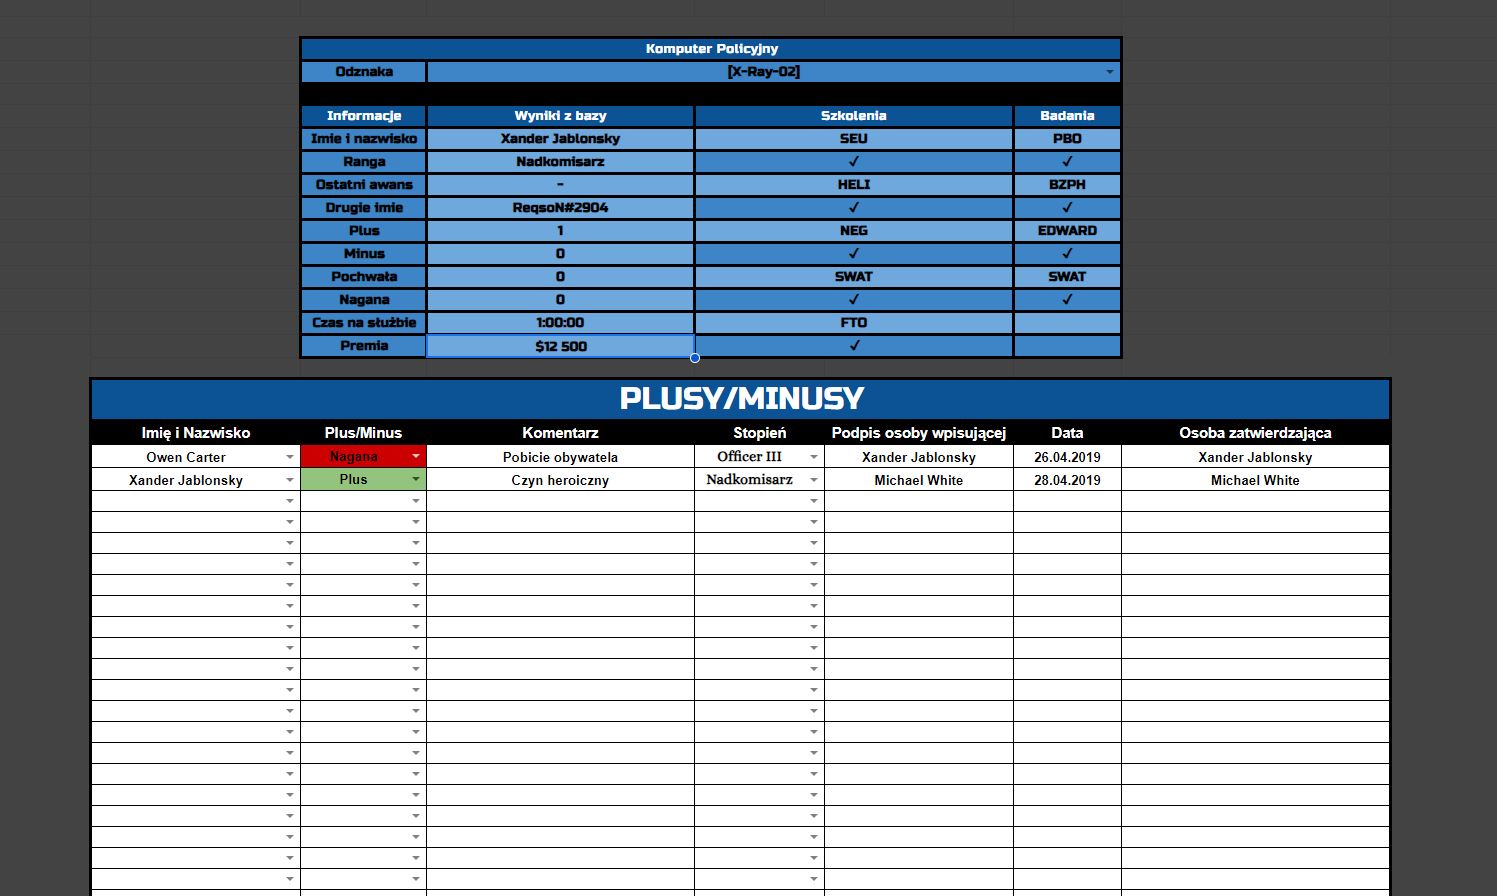 Komputer Policyjny
Odznaka [X-Ray-02]
Informacje Wyniki z bazy Szkolenia Badania
Imie i nazwisko Xander Jablonsky SEU PBO
Ranga Nadkomisarz ✓ ✓
Ostatni awans - HELI BZPH
Drugie imie ReqsoN#2904 ✓ ✓
Plus 1 NEG EDWARD
Minus 0 ✓ ✓
Pochwała 0 SWAT SWAT
Nagana 0 ✓ ✓
Czas na służbie 1:00:00 FTO
Premia $12 500 ✓
PLUSY/MINUSY
Imię i Nazwisko Plus/Minus Komentarz Stopień Podpis osoby wpisującej Data Osoba zatwierdzająca
Owen Carter Nagana Pobicie obywatela Officer III Xander Jablonsky 26.04.2019 Xander Jablonsky
Xander Jablonsky Plus Czyn heroiczny Nadkomisarz Michael White 28.04.2019 Michael White